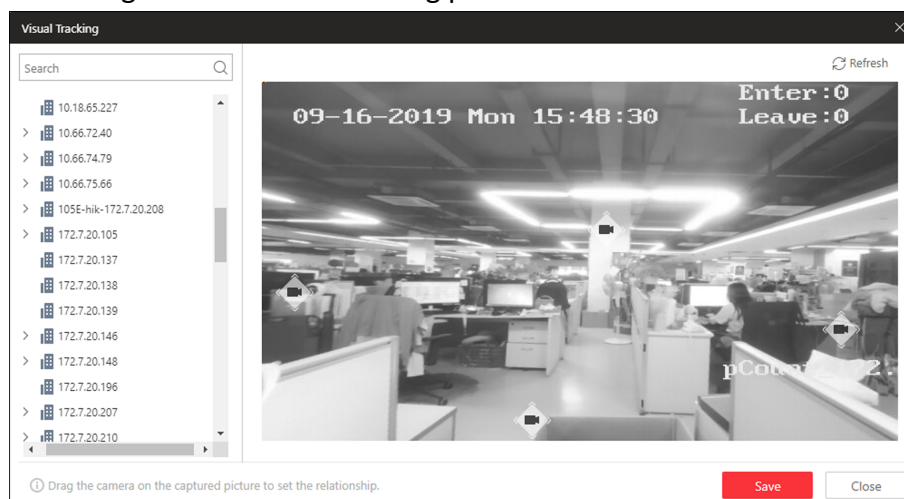 Visual Tracking
Search
Refresh
10.18.65.227
10.66.72.40
10.66.74.79
10.66.75.66
105E-hik-172.7.20.208
172.7.20.105
172.7.20.137
172.7.20.138
172.7.20.139
172.7.20.146
172.7.20.148
172.7.20.196
172.7.20.207
172.7.20.210
09-16-2019 Mon 15:48:30
Enter:0
Leave:0
Drag the camera on the captured picture to set the relationship.
Save
Close